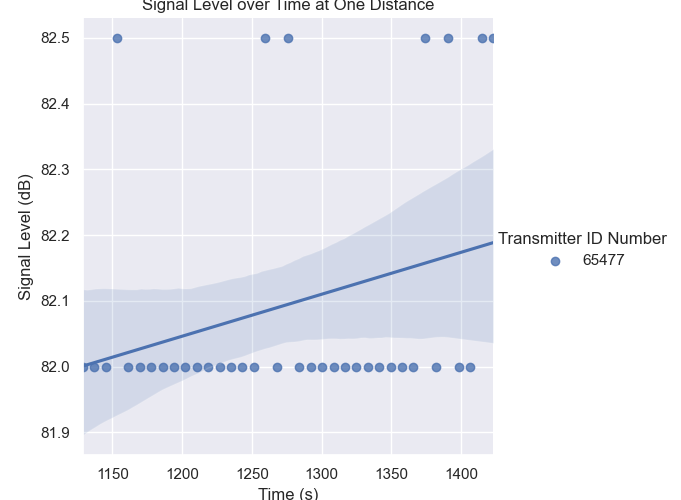 Signal Level over Time at One Distance
82.5
82.4
82.3
82.2
82.1
82.0
81.9
Signal Level (dB)
1150 1200 1250 1300 1350 1400
Time (s)
Transmitter ID Number
65477